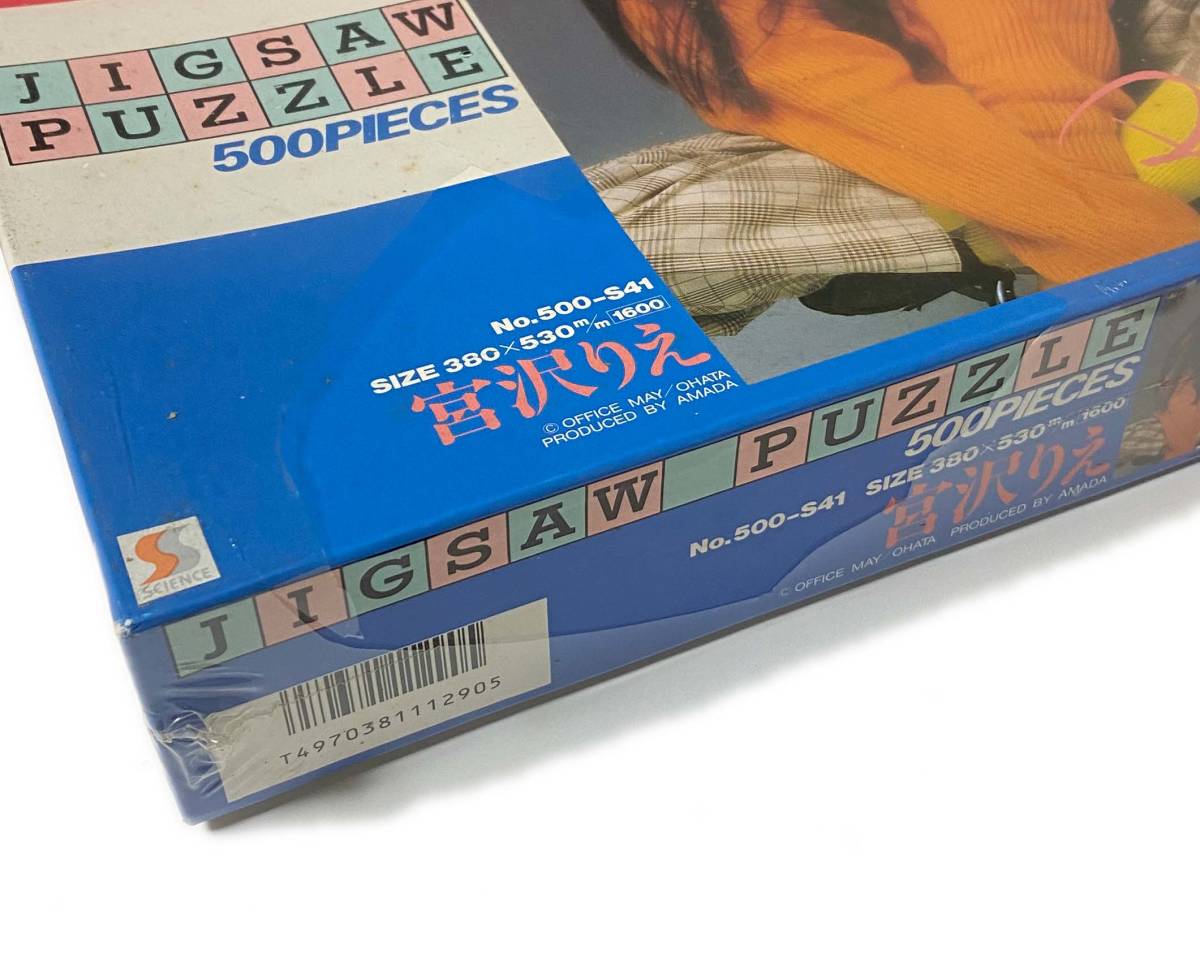 JIGSAW
PUZZLE
500PIECES
No.500-S41
SIZE 380×530m/m 1600
宮沢りえ
© OFFICE MAY/OHATA
PRODUCED BY AMADA
SCIENCE
JIGSAW PUZZLE
500PIECES
No.500-S41 SIZE 380×530m/m 1600
宮沢りえ
© OFFICE MAY/OHATA PRODUCED BY AMADA
T4970381112905